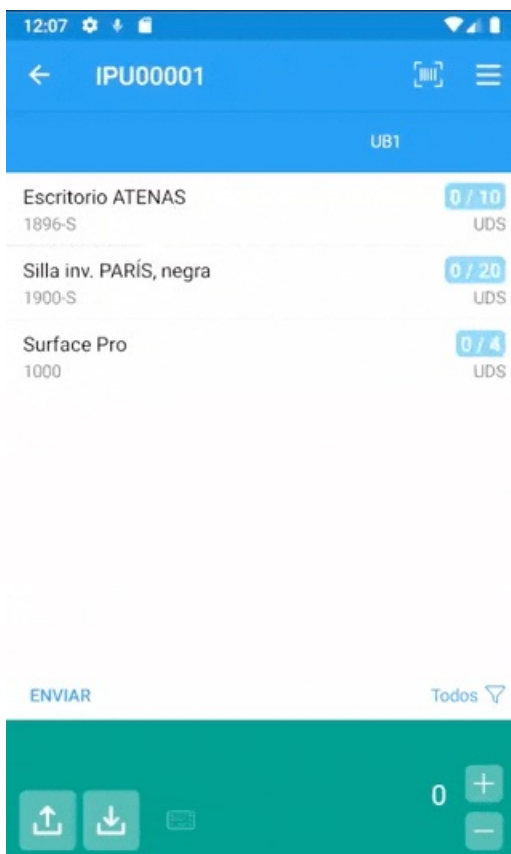 12:07
IPU00001
UB1
Escritorio ATENAS
0 / 10
1896-S
UDS
Silla inv. PARÍS, negra
0 / 20
1900-S
UDS
Surface Pro
0 / 4
1000
UDS
ENVIAR
Todos
0